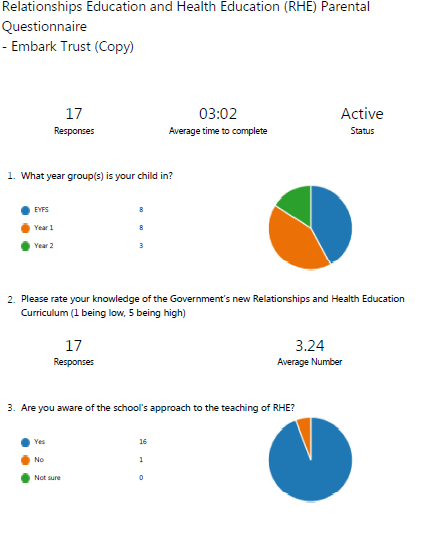 Relationships Education and Health Education (RHE) Parental
Questionnaire
- Embark Trust (Copy)
17 03:02 Active
Responses Average time to complete Status
1. What year group(s) is your child in?
EYFS 8
Year 1 8
Year 2 3
2. Please rate your knowledge of the Government's new Relationships and Health Education
Curriculum (1 being low, 5 being high)
17 3.24
Responses Average Number
3. Are you aware of the school's approach to the teaching of RHE?
Yes 16
No 1
Not sure 0